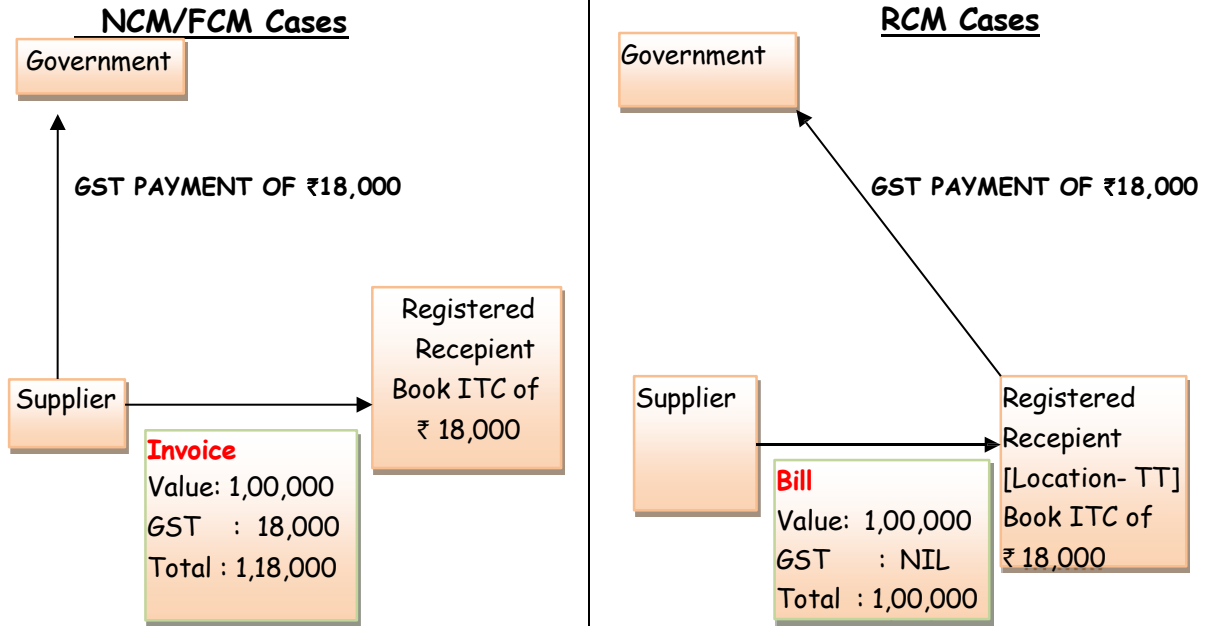 NCM/FCM Cases
Government
GST PAYMENT OF ₹18,000
Registered
Recepient
Book ITC of
₹ 18,000
Supplier
Invoice
Value: 1,00,000
GST : 18,000
Total : 1,18,000
RCM Cases
Government
GST PAYMENT OF ₹18,000
Supplier
Registered
Recepient
[Location- TT]
Book ITC of
₹ 18,000
Bill
Value: 1,00,000
GST : NIL
Total : 1,00,000